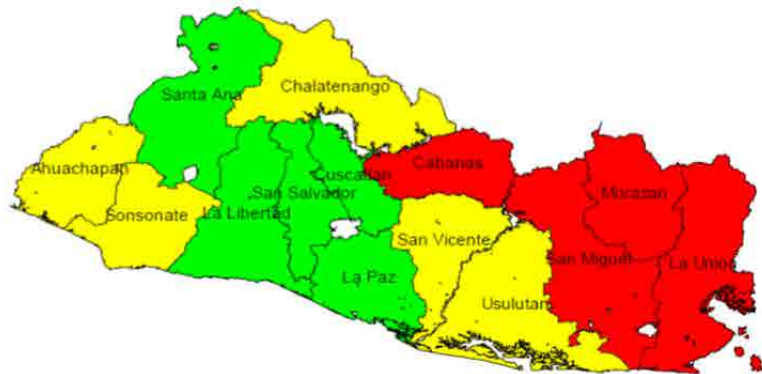 Chalatenango
Santa Ana
Ahuachapan
Cabanas
Cuscatlan
Morazan
San Salvador
Sonsonate
La Libertad
San Vicente
San Miguel
La Union
La Paz
Usulutan